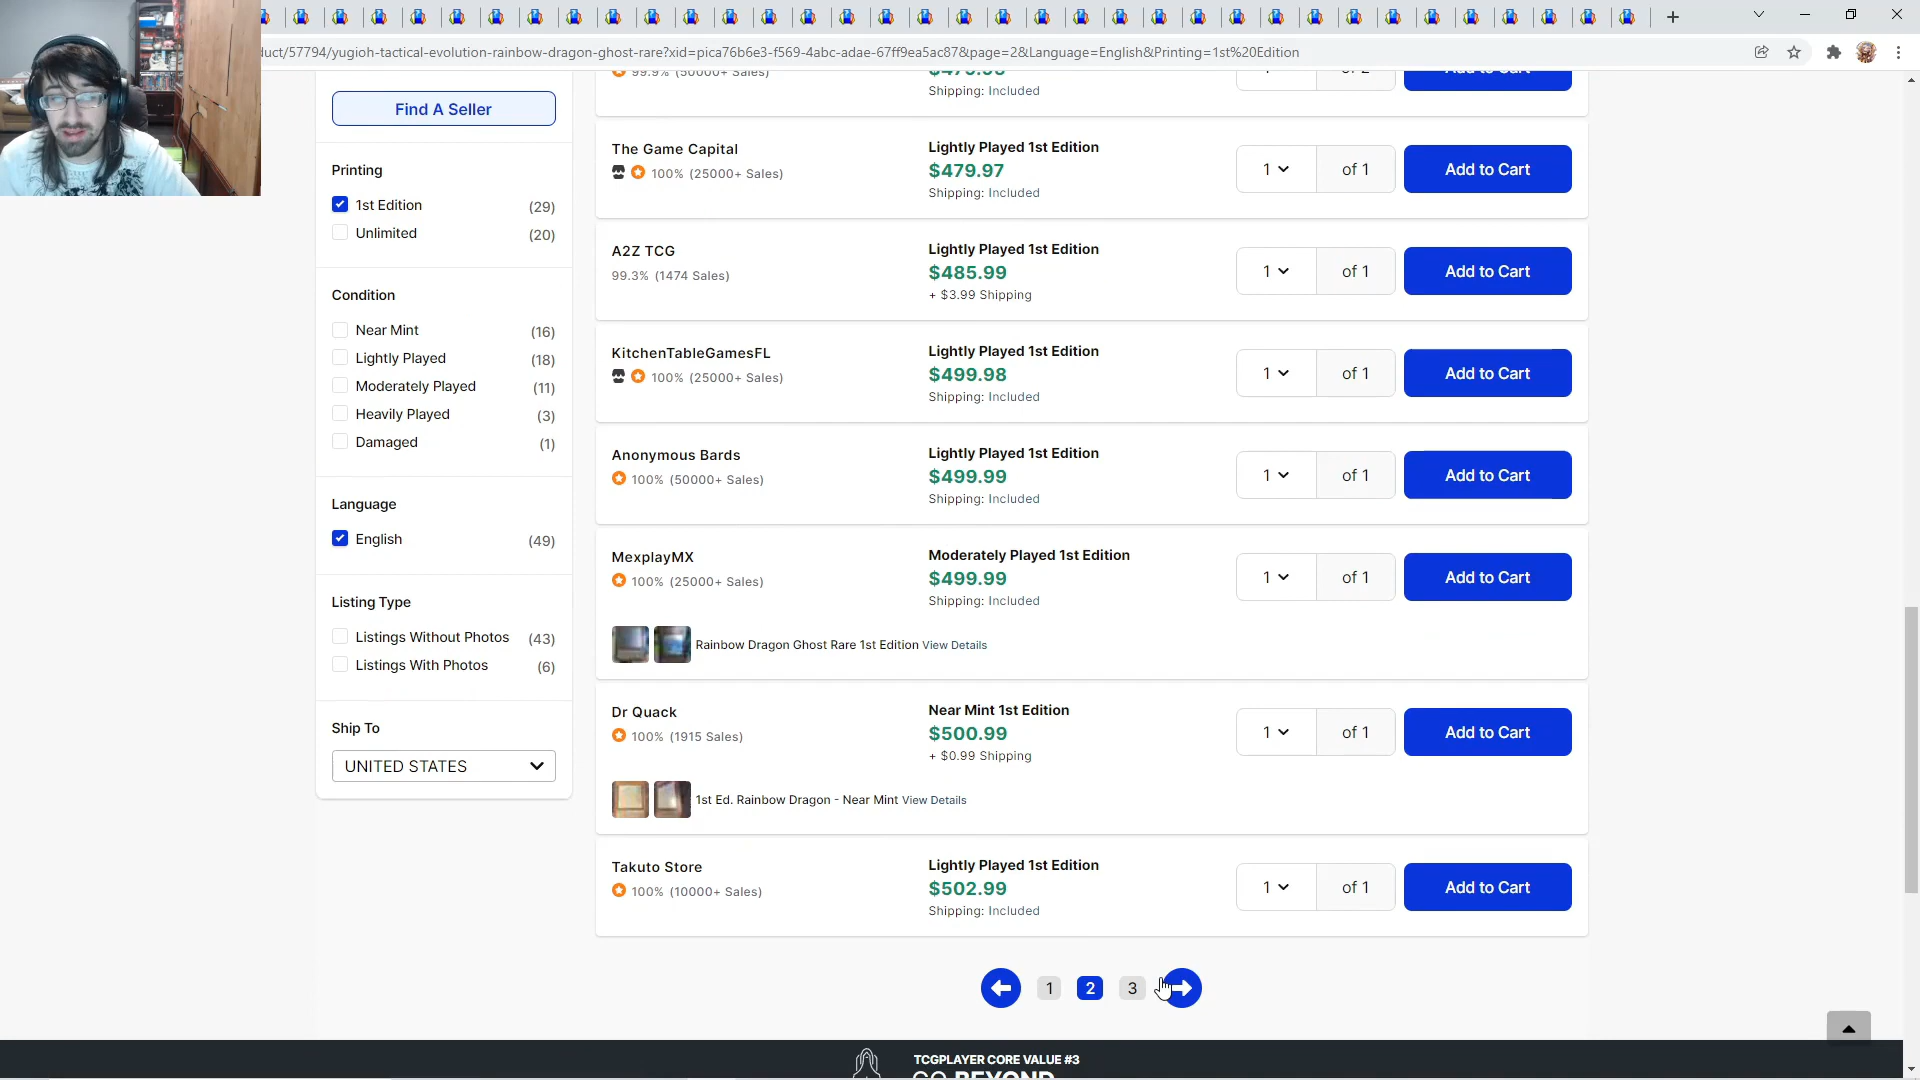 duct/57794/yugioh-tactical-evolution-rainbow-dragon-ghost-rare?xid=pica76b6e3-f569-4abc-adae-67ff9ea5ac87&page=2&Language=English&Printing=1st%20Edition
Find A Seller
Printing
1st Edition (29)
Unlimited (20)
Condition
Near Mint (16)
Lightly Played (18)
Moderately Played (11)
Heavily Played (3)
Damaged (1)
Language
English (49)
Listing Type
Listings Without Photos (43)
Listings With Photos (6)
Ship To
UNITED STATES
99.9% (50000+ Sales)
Shipping: Included
Add to Cart
The Game Capital
100% (25000+ Sales)
Lightly Played 1st Edition
$479.97
Shipping: Included
1 of 1
Add to Cart
A2Z TCG
99.3% (1474 Sales)
Lightly Played 1st Edition
$485.99
+ $3.99 Shipping
1 of 1
Add to Cart
KitchenTableGamesFL
100% (25000+ Sales)
Lightly Played 1st Edition
$499.98
Shipping: Included
1 of 1
Add to Cart
Anonymous Bards
100% (50000+ Sales)
Lightly Played 1st Edition
$499.99
Shipping: Included
1 of 1
Add to Cart
MexplayMX
100% (25000+ Sales)
Moderately Played 1st Edition
$499.99
Shipping: Included
1 of 1
Add to Cart
Rainbow Dragon Ghost Rare 1st Edition View Details
Dr Quack
100% (1915 Sales)
Near Mint 1st Edition
$500.99
+ $0.99 Shipping
1 of 1
Add to Cart
1st Ed. Rainbow Dragon - Near Mint View Details
Takuto Store
100% (10000+ Sales)
Lightly Played 1st Edition
$502.99
Shipping: Included
1 of 1
Add to Cart
1 2 3
TCGPLAYER CORE VALUE #3
GO BEYOND